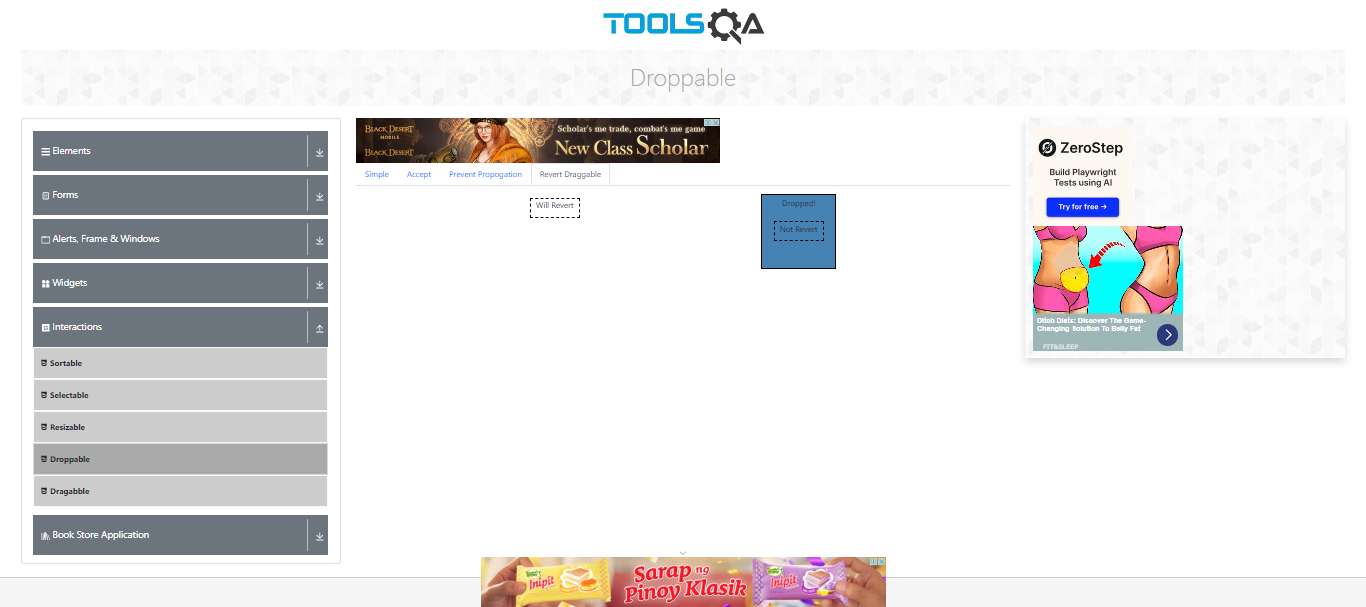 TOOLSQA
Droppable
Elements
Forms
Alerts, Frame & Windows
Widgets
Interactions
Sortable
Selectable
Resizable
Droppable
Dragabble
Book Store Application
BLACK DESERT
MOBILE
BLACK DESERT
Scholar's me trade, combat's me game
New Class Scholar
Simple
Accept
Prevent Propogation
Revert Draggable
Will Revert
Dropped!
Not Revert
ZeroStep
Build Playwright
Tests using AI
Try for free →
Ditch Diets: Discover The Game-
Changing Solution To Belly Fat
FIT&SLEEP
Inipit
Sarap ng
Pinoy Klasik
Inipit